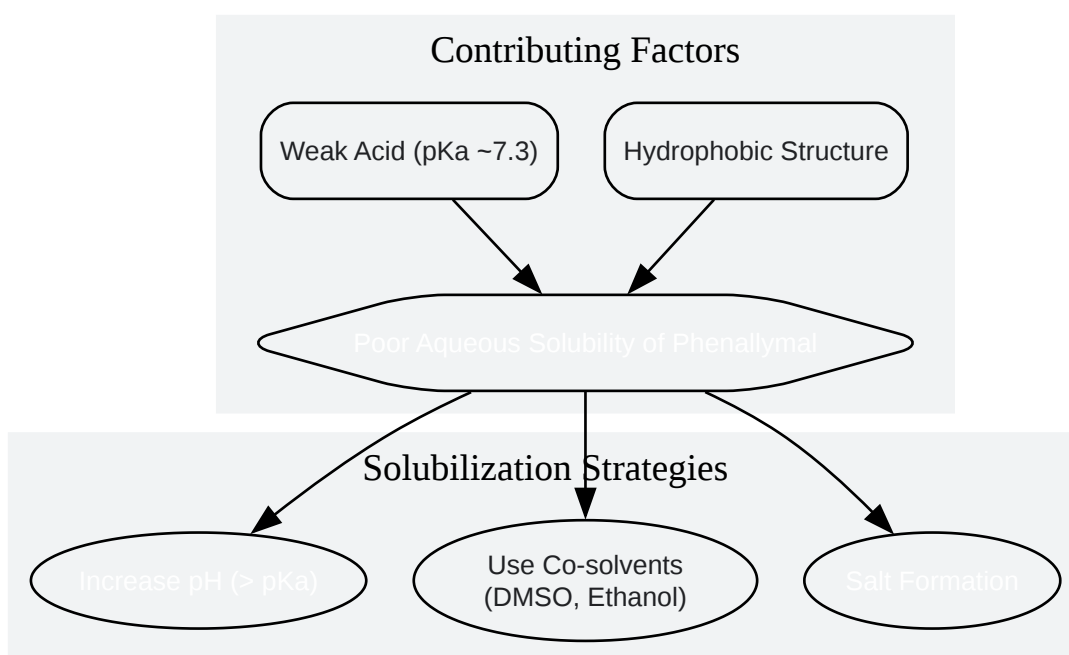 Contributing Factors
Weak Acid (pKa ~7.3)
Hydrophobic Structure
Poor Aqueous Solubility of Phenallymal
Solubilization Strategies
Increase pH (> pKa)
Use Co-solvents
(DMSO, Ethanol)
Salt Formation